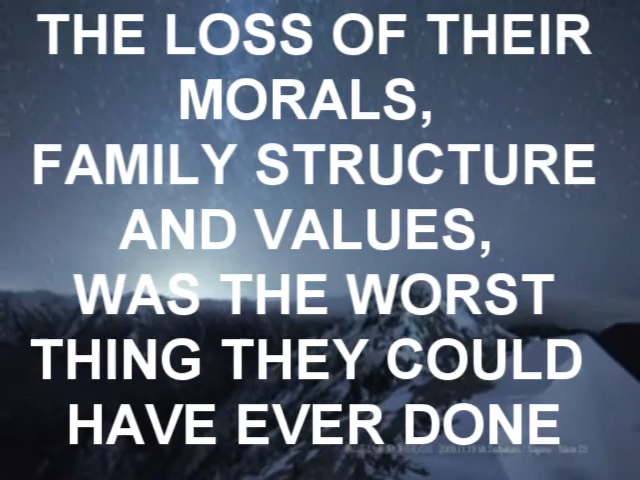 THE LOSS OF THEIR
MORALS,
FAMILY STRUCTURE
AND VALUES,
WAS THE WORST
THING THEY COULD
HAVE EVER DONE